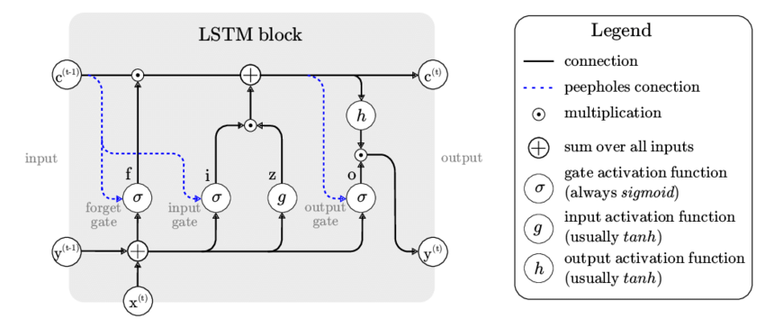 LSTM block
c(t-1)
c(t)
h
input
output
f
i
z
o
σ
σ
g
σ
forget
gate
input
gate
output
gate
y(t-1)
y(t)
x(t)
Legend
connection
peepholes conection
multiplication
sum over all inputs
σ
gate activation function
(always sigmoid)
g
input activation function
(usually tanh)
h
output activation function
(usually tanh)